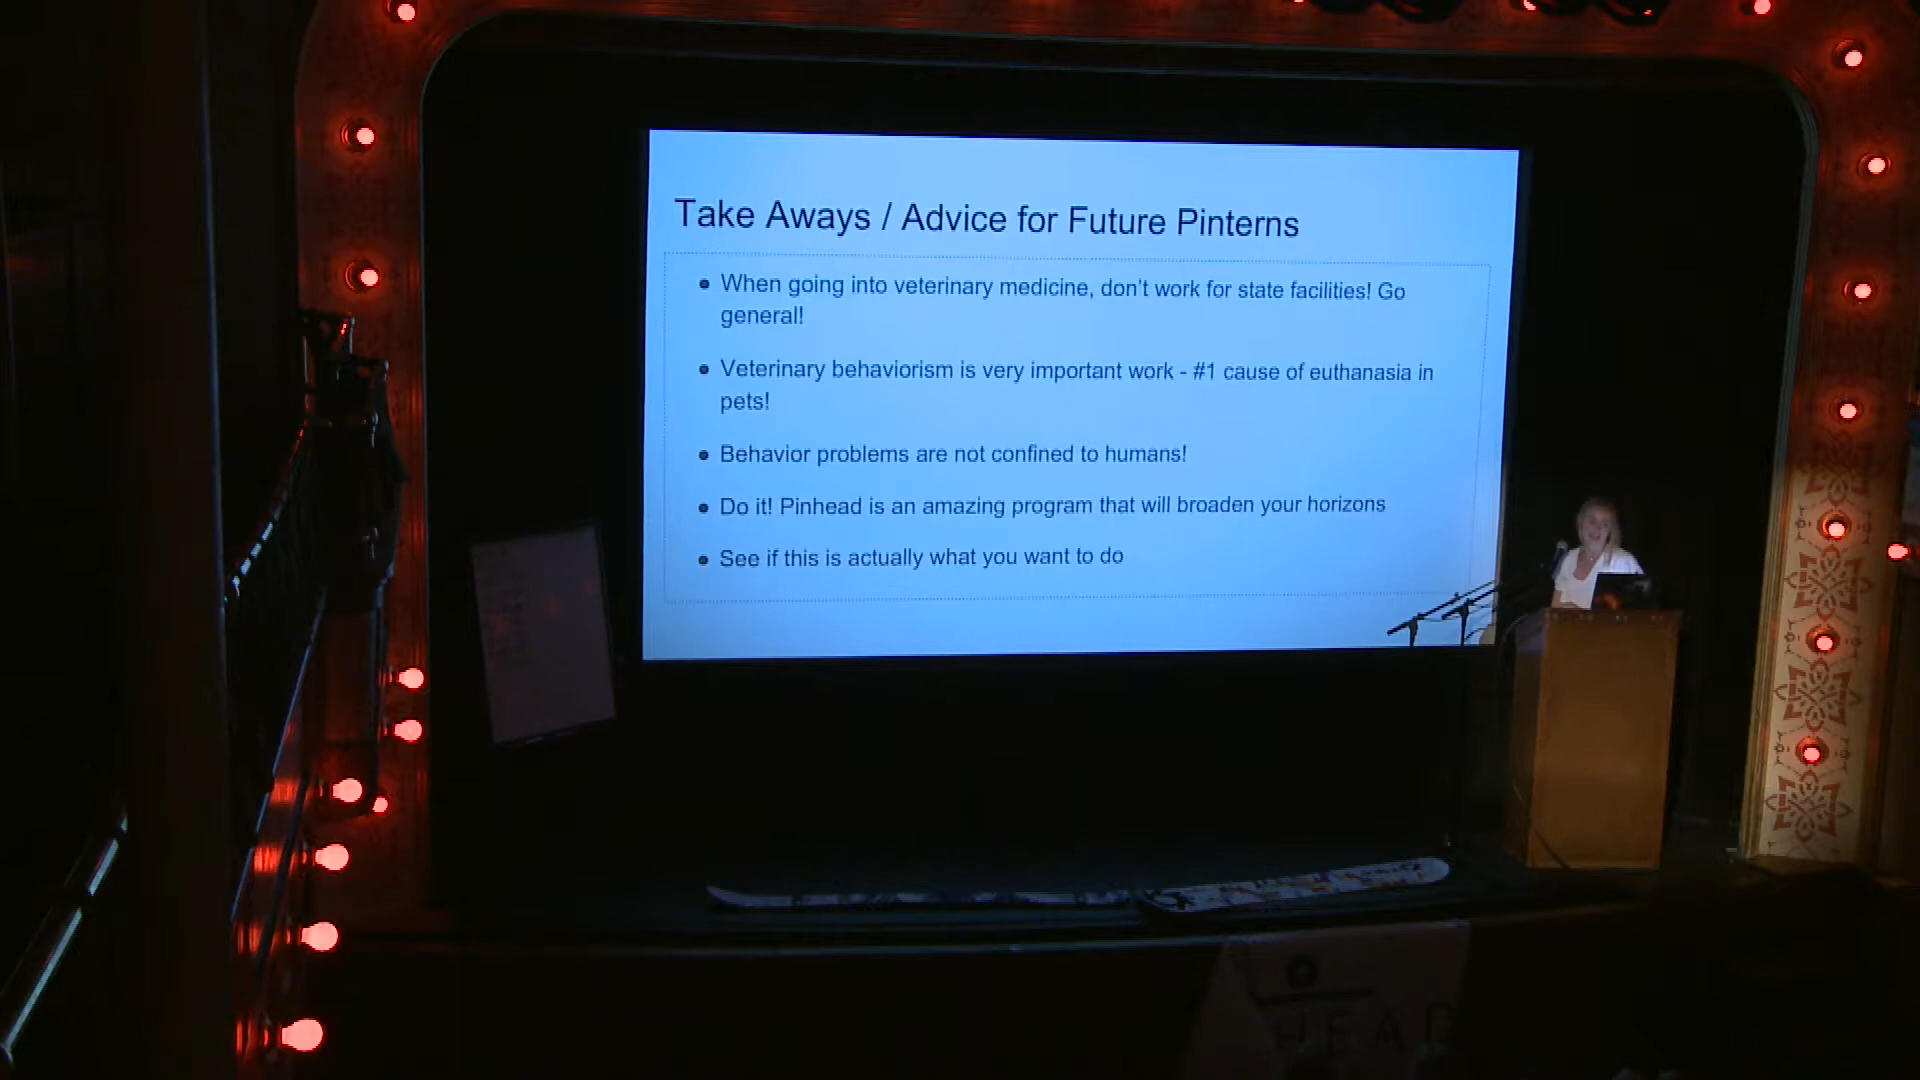 Take Aways / Advice for Future Pinterns
• When going into veterinary medicine, don't work for state facilities! Go
general!
• Veterinary behaviorism is very important work - #1 cause of euthanasia in
pets!
• Behavior problems are not confined to humans!
• Do it! Pinhead is an amazing program that will broaden your horizons
• See if this is actually what you want to do
HEAD